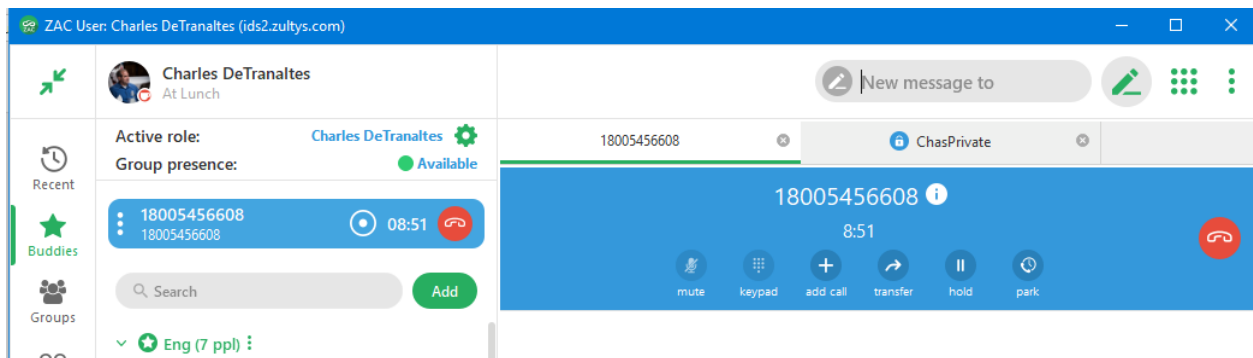 ZAC User: Charles DeTranaltes (ids2.zultys.com)
ZAC
Charles DeTranaltes
At Lunch
New message to
Active role: Charles DeTranaltes
Group presence: Available
18005456608
ChasPrivate
Recent
Buddies
Groups
18005456608
18005456608
08:51
Search
Add
Eng (7 ppl)
18005456608
8:51
mute
keypad
add call
transfer
hold
park